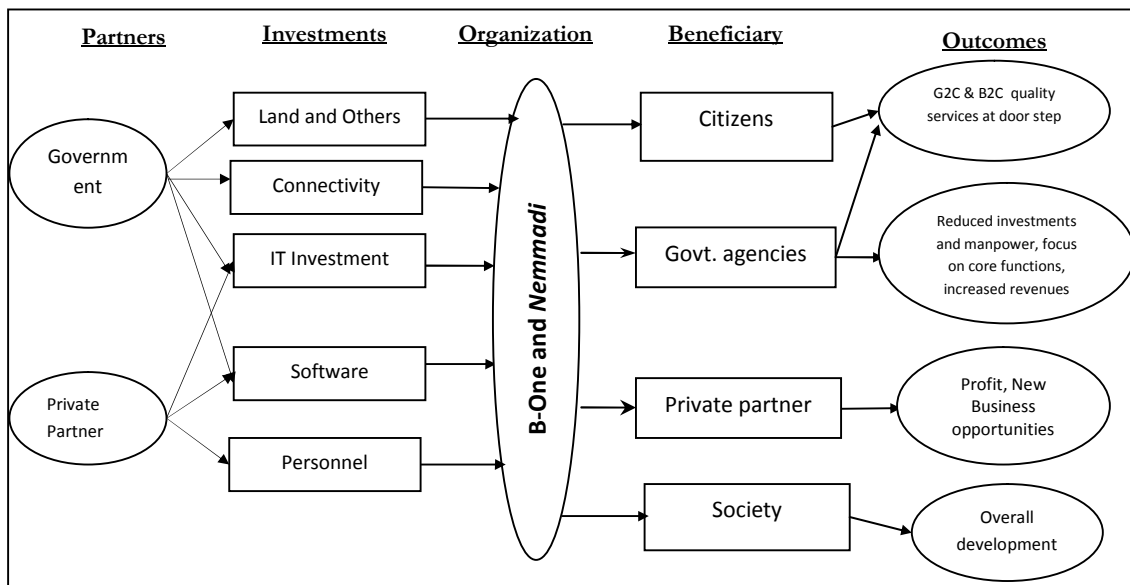 Partners
Investments
Organization
Beneficiary
Outcomes
Governm
ent
Private
Partner
Land and Others
Connectivity
IT Investment
Software
Personnel
B-One and Nemmadi
Citizens
Govt. agencies
Private partner
Society
G2C & B2C quality
services at door step
Reduced investments
and manpower, focus
on core functions,
increased revenues
Profit, New
Business
opportunities
Overall
development